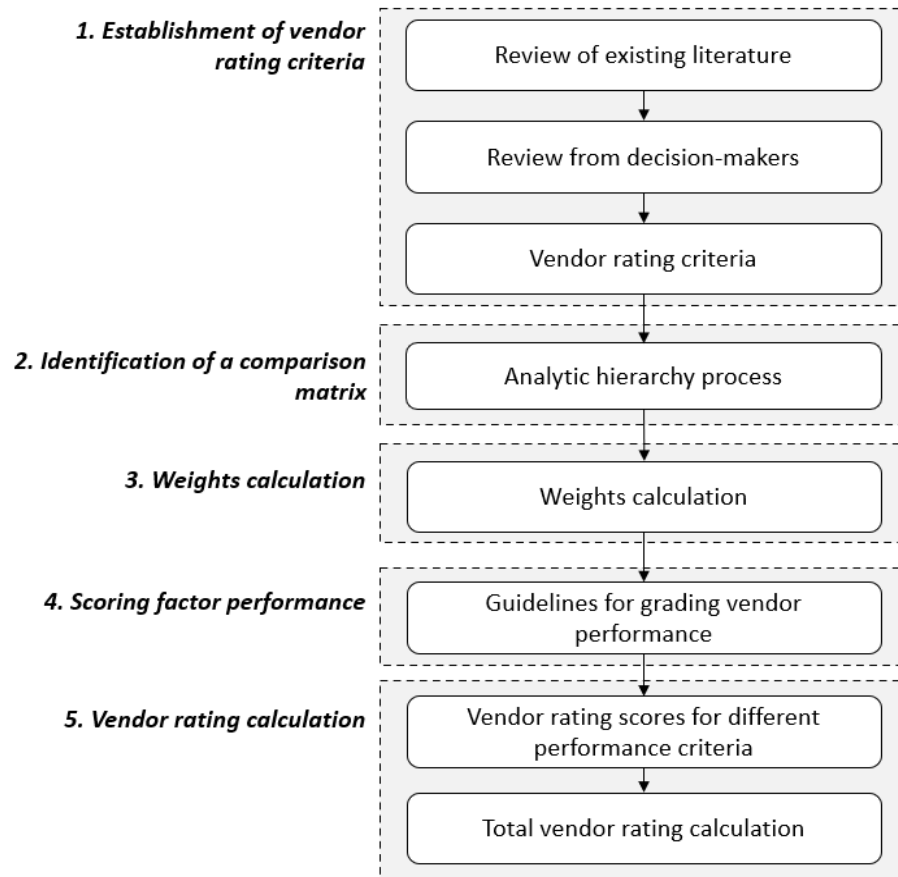 1. Establishment of vendor
rating criteria
Review of existing literature
Review from decision-makers
Vendor rating criteria
2. Identification of a comparison
matrix
Analytic hierarchy process
3. Weights calculation
Weights calculation
4. Scoring factor performance
Guidelines for grading vendor
performance
5. Vendor rating calculation
Vendor rating scores for different
performance criteria
Total vendor rating calculation